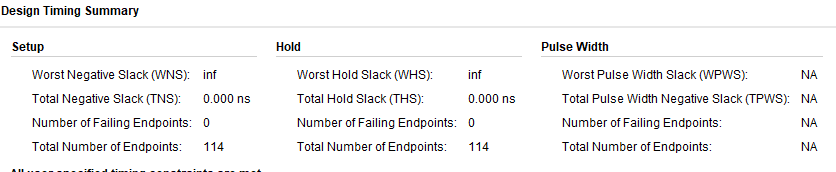 Design Timing Summary
Setup Hold Pulse Width
Worst Negative Slack (WNS): inf Worst Hold Slack (WHS): inf Worst Pulse Width Slack (WPWS): NA
Total Negative Slack (TNS): 0.000 ns Total Hold Slack (THS): 0.000 ns Total Pulse Width Negative Slack (TPWS): NA
Number of Failing Endpoints: 0 Number of Failing Endpoints: 0 Number of Failing Endpoints: NA
Total Number of Endpoints: 114 Total Number of Endpoints: 114 Total Number of Endpoints: NA
All user specified timing constraints are met